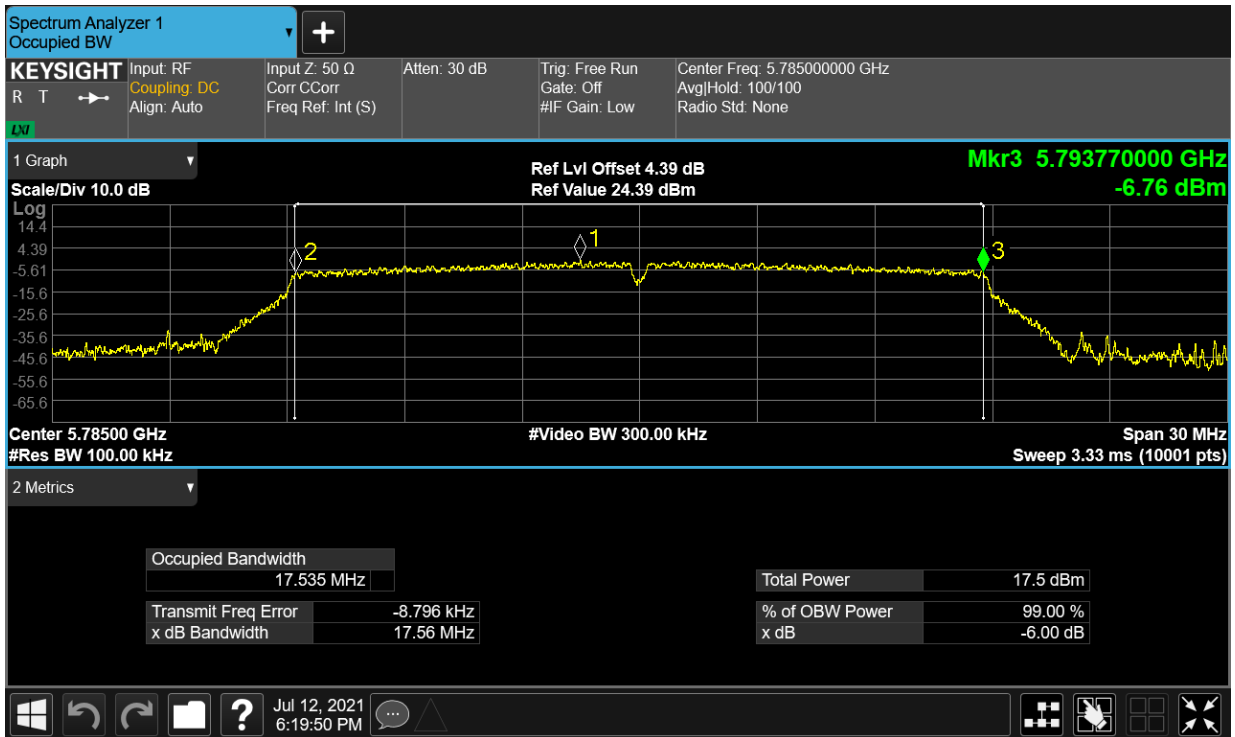 Spectrum Analyzer 1
Occupied BW
KEYSIGHT
R T
LXI
Input: RF
Coupling: DC
Align: Auto
Input Z: 50 Ω
Corr CCorr
Freq Ref: Int (S)
Atten: 30 dB
Trig: Free Run
Gate: Off
#IF Gain: Low
Center Freq: 5.785000000 GHz
Avg|Hold: 100/100
Radio Std: None
1 Graph
Scale/Div 10.0 dB
Ref Lvl Offset 4.39 dB
Ref Value 24.39 dBm
Mkr3 5.793770000 GHz
-6.76 dBm
Log
14.4
4.39
-5.61
-15.6
-25.6
-35.6
-45.6
-55.6
-65.6
2
1
3
Center 5.78500 GHz
#Video BW 300.00 kHz
Span 30 MHz
#Res BW 100.00 kHz
Sweep 3.33 ms (10001 pts)
2 Metrics
Occupied Bandwidth
17.535 MHz
Transmit Freq Error -8.796 kHz
x dB Bandwidth 17.56 MHz
Total Power 17.5 dBm
% of OBW Power 99.00 %
x dB -6.00 dB
?
Jul 12, 2021
6:19:50 PM